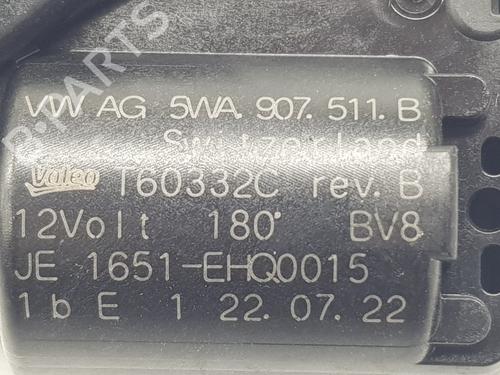 VW AG 5WA.907.511.B
Switzerland
Valeo T60332C rev.B
12Volt 180° BV8
JE 1651-EHQ0015
1b E 1 22.07.22
B-PARTS